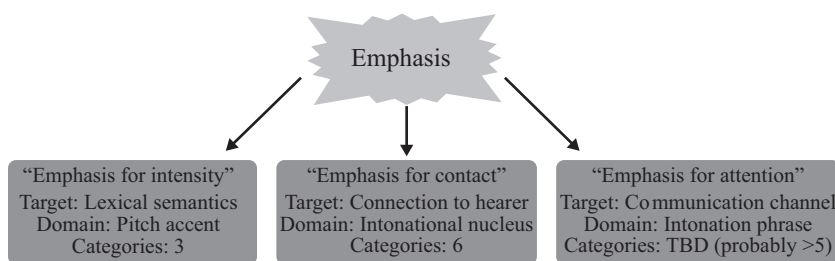 Emphasis
“Emphasis for intensity”
Target: Lexical semantics
Domain: Pitch accent
Categories: 3
“Emphasis for contact”
Target: Connection to hearer
Domain: Intonational nucleus
Categories: 6
“Emphasis for attention”
Target: Communication channel
Domain: Intonation phrase
Categories: TBD (probably >5)